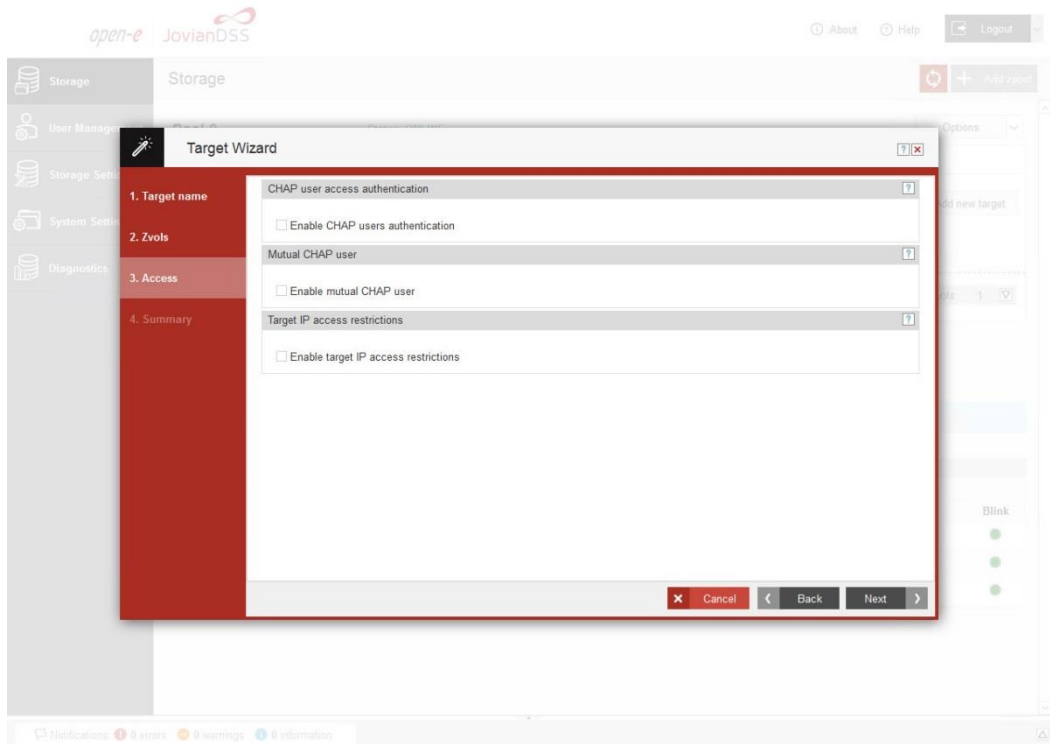 open-e JovianDSS
About
Help
Logout
Storage
Storage
Add zpool
User Manage
Options
Target Wizard
Storage Setti
1. Target name
CHAP user access authentication
dd new target
Enable CHAP users authentication
System Settin
2. Zvols
Mutual CHAP user
Diagnostics
3. Access
Enable mutual CHAP user
1
4. Summary
Target IP access restrictions
Enable target IP access restrictions
Blink
Cancel
Back
Next
Notifications: 0 errors 0 warnings 0 information